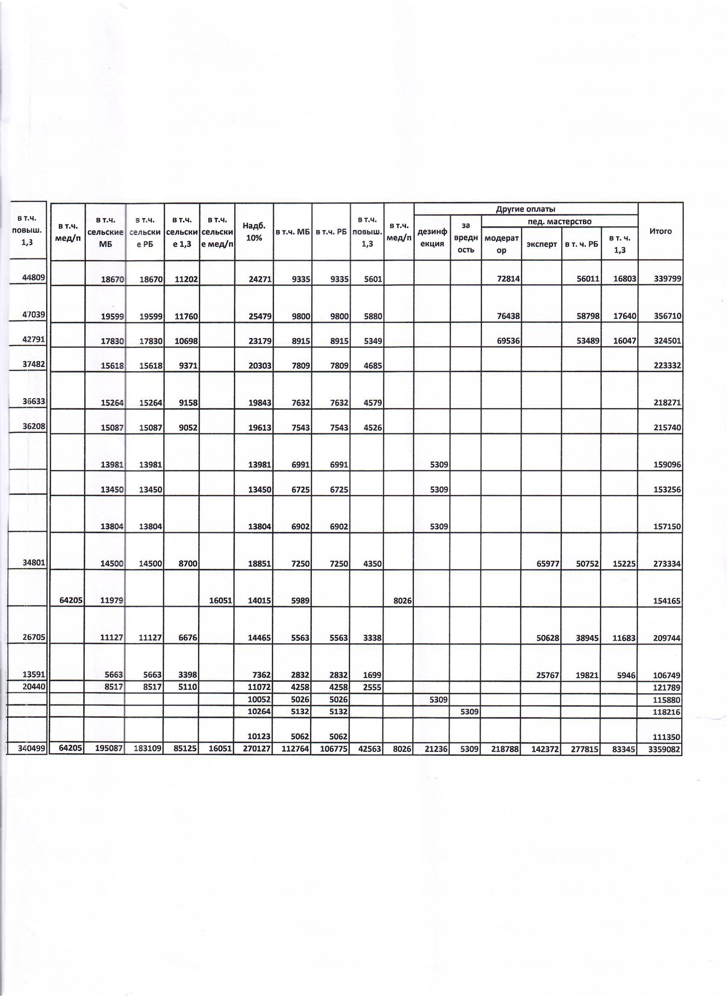 в т.ч. повыш. 1,3 в т.ч. мед/п в т.ч. сельские МБ в т.ч. сельски е РБ в т.ч. сельски е 1,3 в т.ч. сельски е мед/п Надб. 10% в т.ч. МБ в т.ч. РБ в т.ч. повыш. 1,3 в т.ч. мед/п Другие оплаты Итого
дезинф екция за вредн ость пед. мастерство
модерат ор эксперт в т. ч. РБ в т. ч. 1,3
44809 18670 18670 11202 24271 9335 9335 5601 72814 56011 16803 339799
47039 19599 19599 11760 25479 9800 9800 5880 76438 58798 17640 356710
42791 17830 17830 10698 23179 8915 8915 5349 69536 53489 16047 324501
37482 15618 15618 9371 20303 7809 7809 4685 223332
36633 15264 15264 9158 19843 7632 7632 4579 218271
36208 15087 15087 9052 19613 7543 7543 4526 215740
13981 13981 13981 6991 6991 5309 159096
13450 13450 13450 6725 6725 5309 153256
13804 13804 13804 6902 6902 5309 157150
34801 14500 14500 8700 18851 7250 7250 4350 65977 50752 15225 273334
64205 11979 16051 14015 5989 8026 154165
26705 11127 11127 6676 14465 5563 5563 3338 50628 38945 11683 209744
13591 5663 5663 3398 7362 2832 2832 1699 25767 19821 5946 106749
20440 8517 8517 5110 11072 4258 4258 2555 121789
10052 5026 5026 5309 115880
10264 5132 5132 5309 118216
10123 5062 5062 111350
340499 64205 195087 183109 85125 16051 270127 112764 106775 42563 8026 21236 5309 218788 142372 277815 83345 3359082